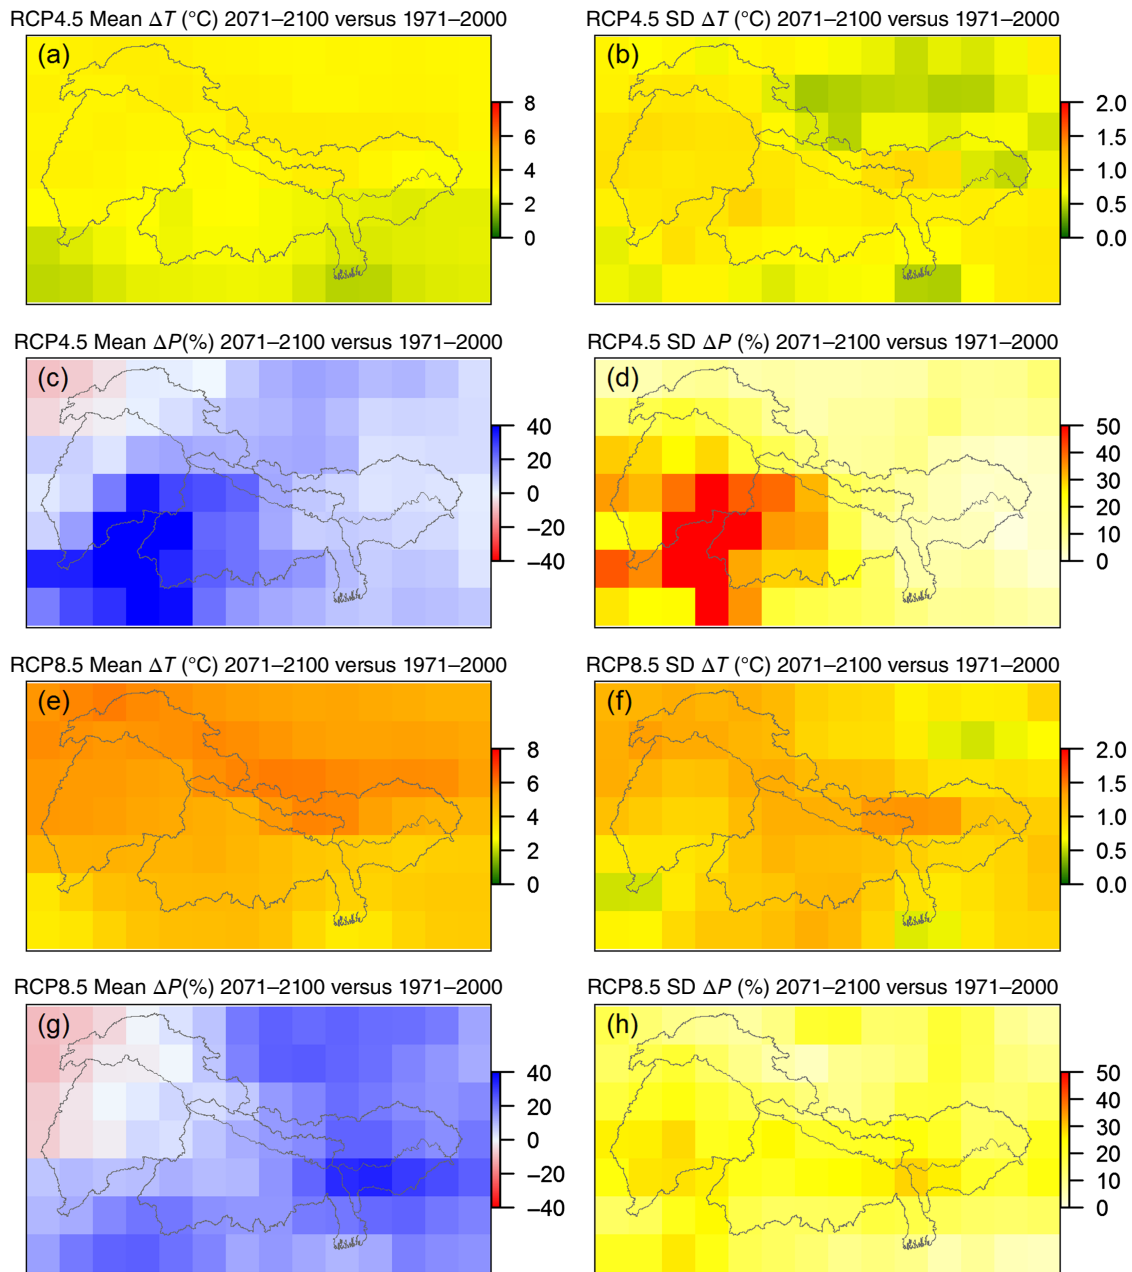 RCP4.5 Mean ΔT (°C) 2071–2100 versus 1971–2000
(a)
8
6
4
2
0
RCP4.5 SD ΔT (°C) 2071–2100 versus 1971–2000
(b)
2.0
1.5
1.0
0.5
0.0
RCP4.5 Mean ΔP(%) 2071–2100 versus 1971–2000
(c)
40
20
0
−20
−40
RCP4.5 SD ΔP (%) 2071–2100 versus 1971–2000
(d)
50
40
30
20
10
0
RCP8.5 Mean ΔT (°C) 2071–2100 versus 1971–2000
(e)
8
6
4
2
0
RCP8.5 SD ΔT (°C) 2071–2100 versus 1971–2000
(f)
2.0
1.5
1.0
0.5
0.0
RCP8.5 Mean ΔP(%) 2071–2100 versus 1971–2000
(g)
40
20
0
−20
−40
RCP8.5 SD ΔP (%) 2071–2100 versus 1971–2000
(h)
50
40
30
20
10
0